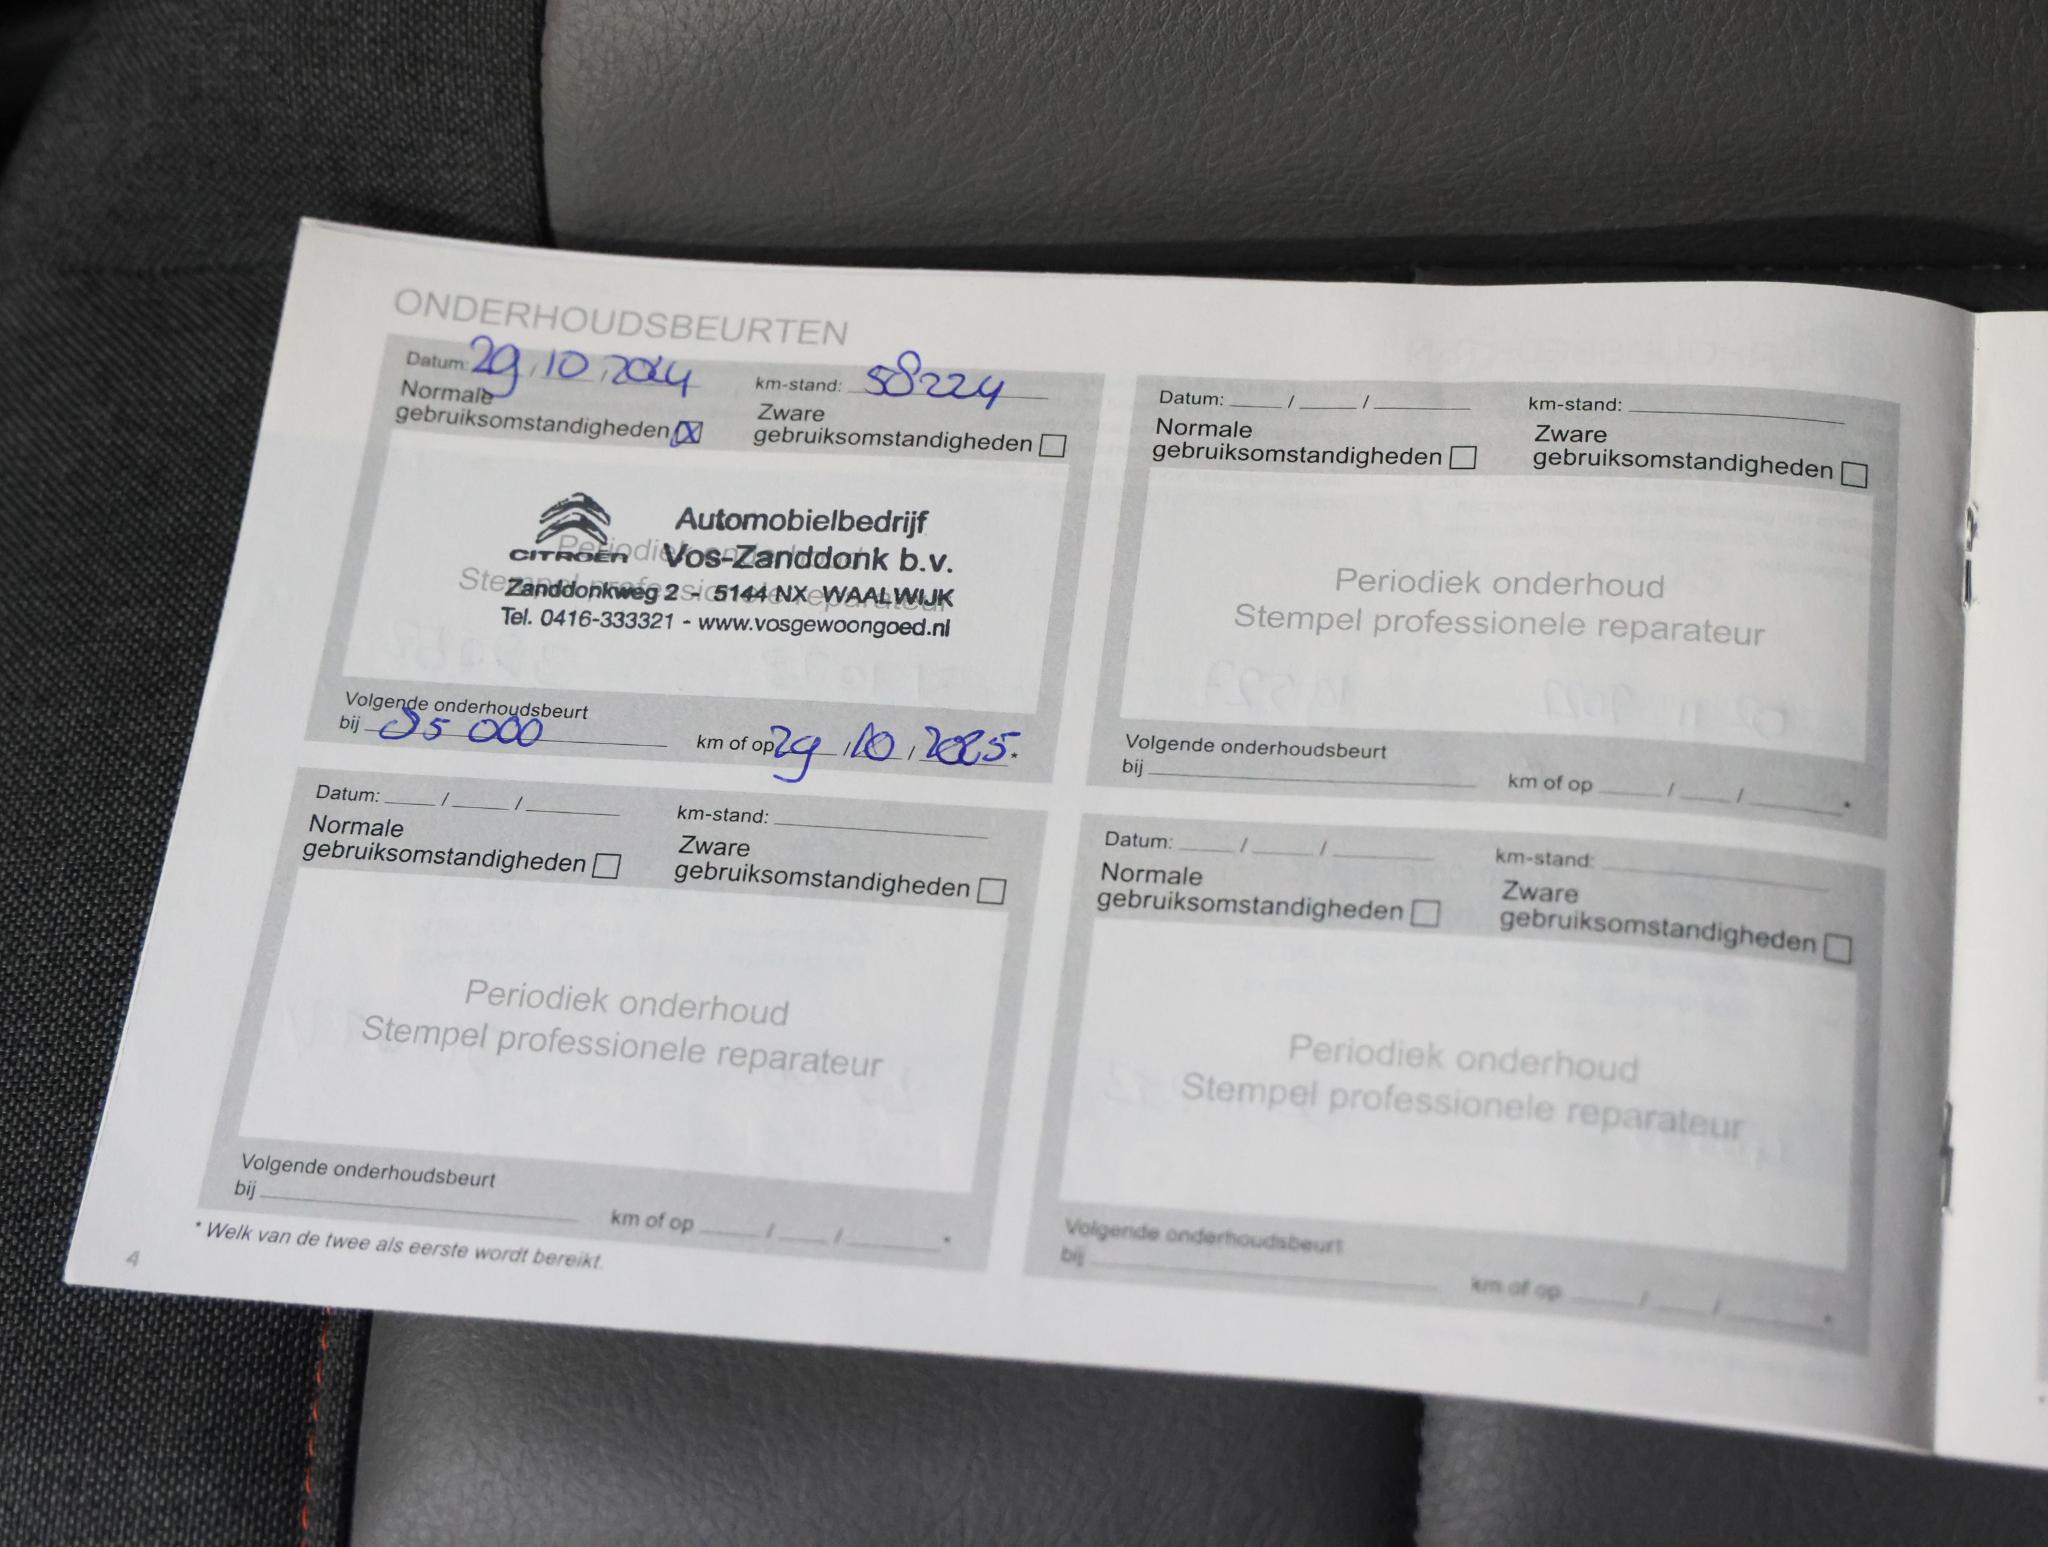 ONDERHOUDSBEURTEN
Datum: 29 / 10 / 2024 km-stand: 58224
Normale Zware
gebruiksomstandigheden gebruiksomstandigheden
CITROËN
Automobielbedrijf
Vos-Zanddonk b.v.
Zanddonkweg 2 - 5144 NX WAALWIJK
Tel. 0416-333321 - www.vosgewoongoed.nl
Periodiek onderhoud
Stempel professionele reparateur
Volgende onderhoudsbeurt
bij 000 km of op 29 / 10 / 2025 *
Datum: / / km-stand:
Normale Zware
gebruiksomstandigheden gebruiksomstandigheden
Periodiek onderhoud
Stempel professionele reparateur
Volgende onderhoudsbeurt
bij km of op / / *
Datum: / / km-stand:
Normale Zware
gebruiksomstandigheden gebruiksomstandigheden
Periodiek onderhoud
Stempel professionele reparateur
Volgende onderhoudsbeurt
bij km of op / / *
Datum: / / km-stand:
Normale Zware
gebruiksomstandigheden gebruiksomstandigheden
Periodiek onderhoud
Stempel professionele reparateur
Volgende onderhoudsbeurt
bij km of op / / *
* Welk van de twee als eerste wordt bereikt.
4